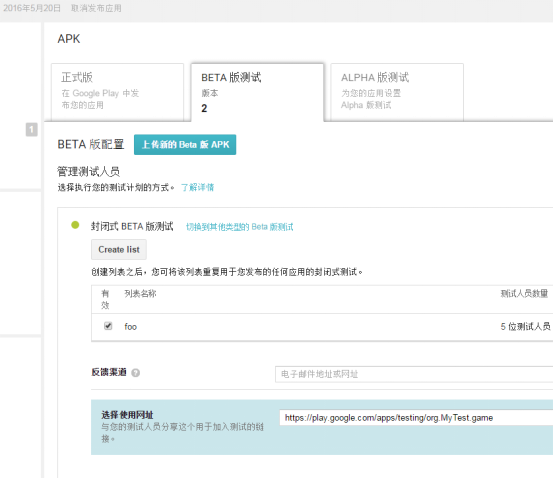 2016年5月20日 取消发布应用
APK
正式版
在 Google Play 中发
布您的应用
BETA 版测试
版本
2
ALPHA 版测试
为您的应用设置
Alpha 版测试
1
BETA 版配置
上传新的 Beta 版 APK
管理测试人员
选择执行您的测试计划的方式。 了解详情
封闭式 BETA 版测试 切换到其他类型的 Beta 版测试
Create list
创建列表之后，您可将该列表重复用于您发布的任何应用的封闭式测试。
有
效
列表名称
测试人员数量
foo
5 位测试人员
反馈渠道 ?
电子邮件地址或网址
选择使用网址
与您的测试人员分享这个用于加入测试的链
接。
https://play.google.com/apps/testing/org.MyTest.game